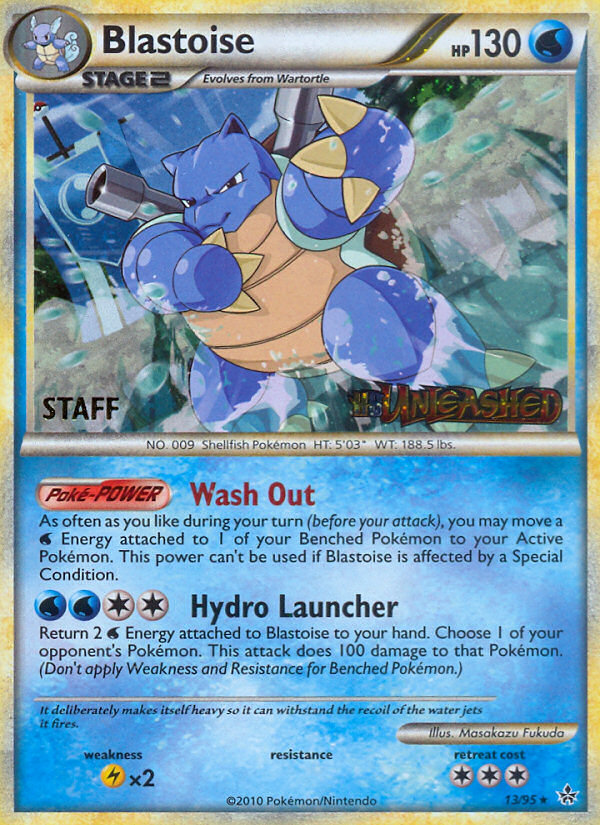 Blastoise
HP130
STAGE 2
Evolves from Wartortle
STAFF
HS UNLEASHED
NO. 009 Shellfish Pokémon HT: 5'03" WT: 188.5 lbs.
Poké-POWER Wash Out
As often as you like during your turn (before your attack), you may move a
Energy attached to 1 of your Benched Pokémon to your Active
Pokémon. This power can't be used if Blastoise is affected by a Special
Condition.
Hydro Launcher
Return 2 Energy attached to Blastoise to your hand. Choose 1 of your
opponent's Pokémon. This attack does 100 damage to that Pokémon.
(Don't apply Weakness and Resistance for Benched Pokémon.)
It deliberately makes itself heavy so it can withstand the recoil of the water jets
it fires.
Illus. Masakazu Fukuda
weakness resistance retreat cost
×2
©2010 Pokémon/Nintendo
13/95 ★